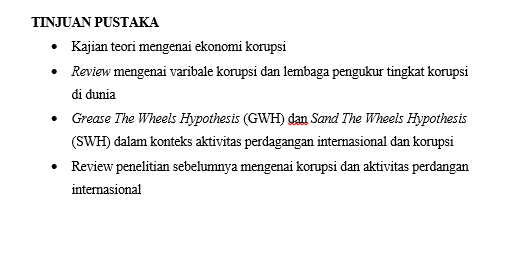 TINJUAN PUSTAKA
• Kajian teori mengenai ekonomi korupsi
• Review mengenai varibale korupsi dan lembaga pengukur tingkat korupsi
di dunia
• Grease The Wheels Hypothesis (GWH) dan Sand The Wheels Hypothesis
(SWH) dalam konteks aktivitas perdagangan internasional dan korupsi
• Review penelitian sebelumnya mengenai korupsi dan aktivitas perdangan
internasional